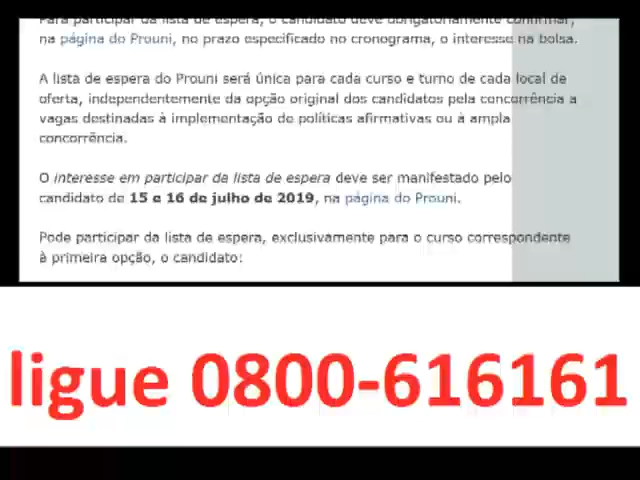 Para participar da lista de espera, o candidato deve obrigatoriamente confirmar,
na página do Prouni, no prazo especificado no cronograma, o interesse na bolsa.
A lista de espera do Prouni será única para cada curso e turno de cada local de
oferta, independentemente da opção original dos candidatos pela concorrência a
vagas destinadas à implementação de políticas afirmativas ou à ampla
concorrência.
O interesse em participar da lista de espera deve ser manifestado pelo
candidato de 15 e 16 de julho de 2019, na página do Prouni.
Pode participar da lista de espera, exclusivamente para o curso correspondente
à primeira opção, o candidato:
ligue 0800-616161